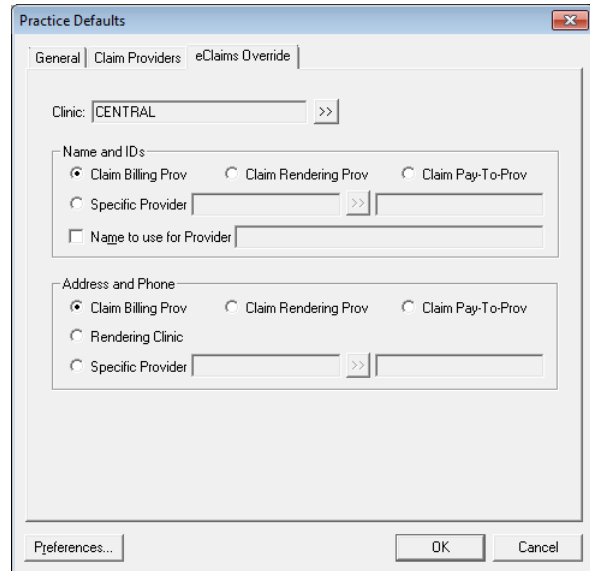 Practice Defaults
General Claim Providers eClaims Override
Clinic: CENTRAL >>
Name and IDs
Claim Billing Prov Claim Rendering Prov Claim Pay-To-Prov
Specific Provider >>
Name to use for Provider
Address and Phone
Claim Billing Prov Claim Rendering Prov Claim Pay-To-Prov
Rendering Clinic
Specific Provider >>
Preferences... OK Cancel